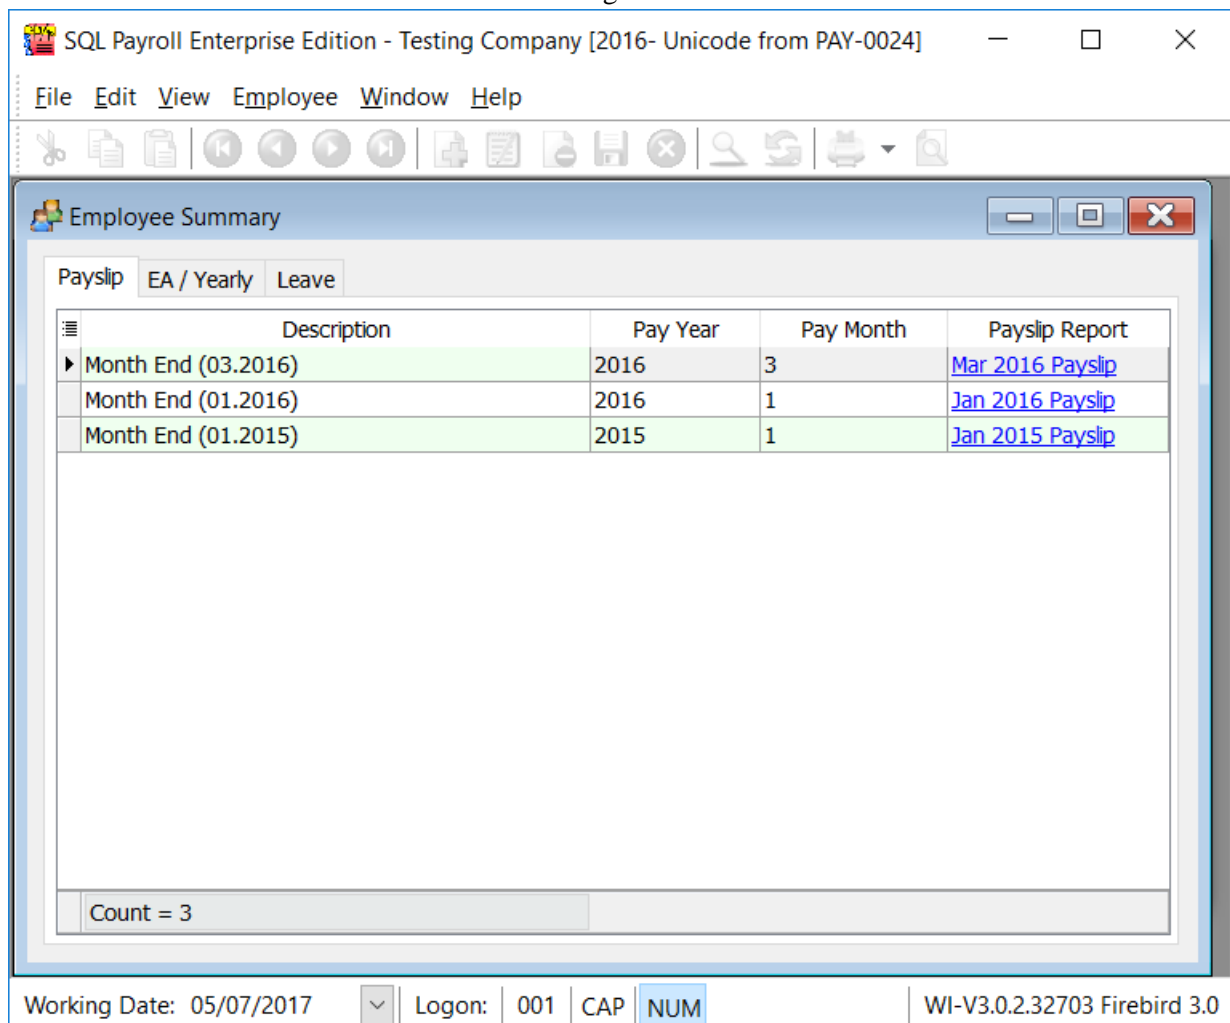 SQL Payroll Enterprise Edition - Testing Company [2016- Unicode from PAY-0024]
File Edit View Employee Window Help
Employee Summary
Payslip EA / Yearly Leave
Description Pay Year Pay Month Payslip Report
Month End (03.2016) 2016 3 Mar 2016 Payslip
Month End (01.2016) 2016 1 Jan 2016 Payslip
Month End (01.2015) 2015 1 Jan 2015 Payslip
Count = 3
Working Date: 05/07/2017 Logon: 001 CAP NUM WI-V3.0.2.32703 Firebird 3.0